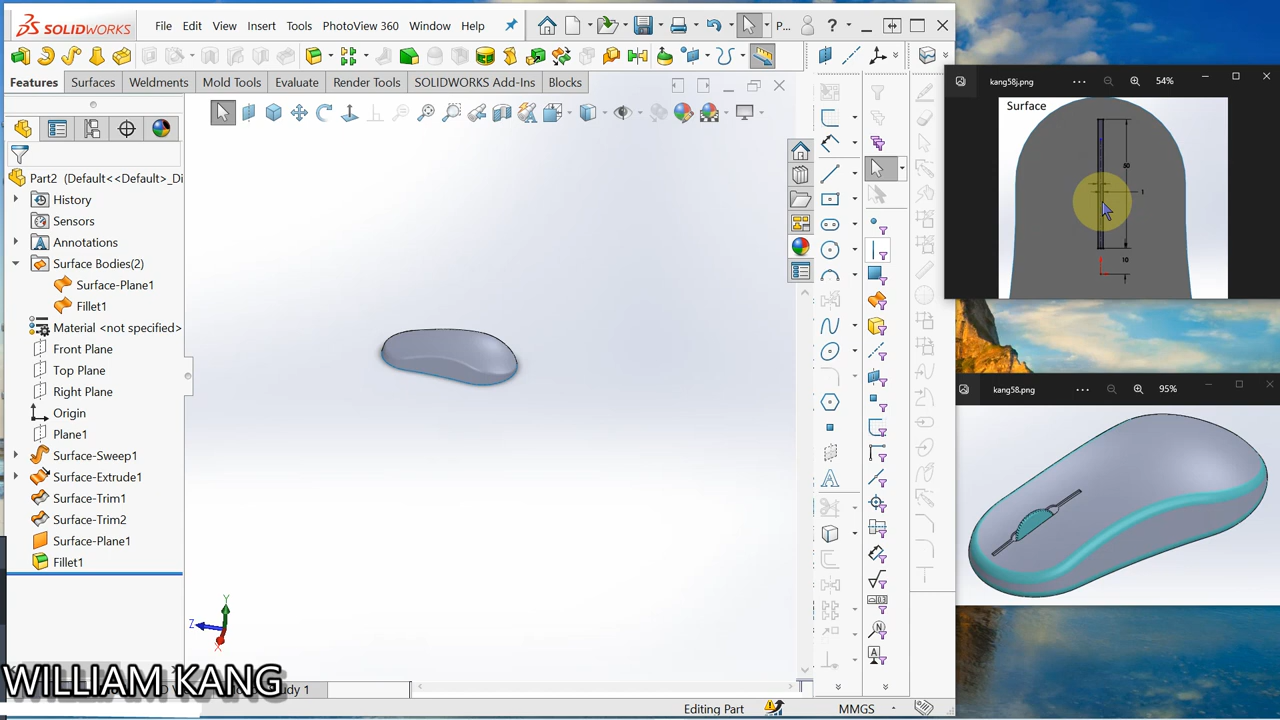 SOLIDWORKS File Edit View Insert Tools PhotoView 360 Window Help P... ?
Features Surfaces Weldments Mold Tools Evaluate Render Tools SOLIDWORKS Add-Ins Blocks
Part2 (Default<<Default>_Di
History
Sensors
Annotations
Surface Bodies(2)
Surface-Plane1
Fillet1
Material <not specified>
Front Plane
Top Plane
Right Plane
Origin
Plane1
Surface-Sweep1
Surface-Extrude1
Surface-Trim1
Surface-Trim2
Surface-Plane1
Fillet1
Y
Z
X
WILLIAM KANG
udy 1
Editing Part MMGS
kang58j.png 54%
Surface
50
1
10
kang58.png 95%